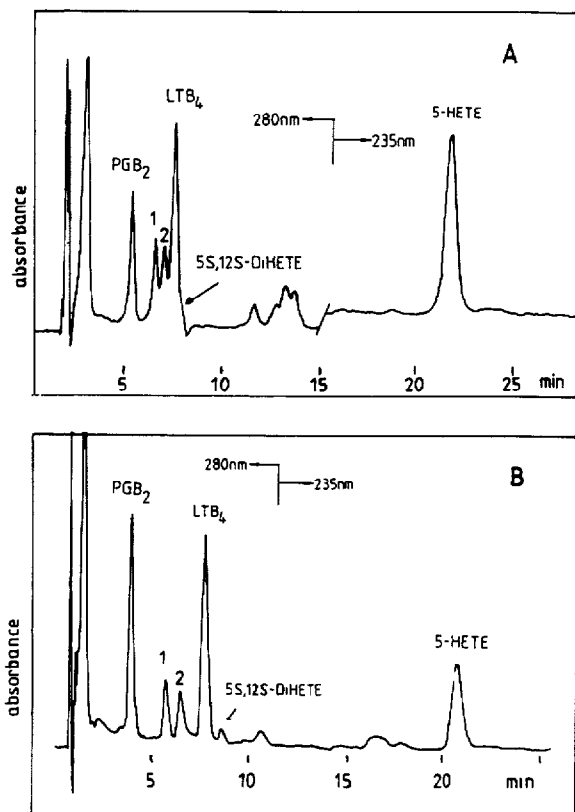 A
LTB4
5-HETE
280nm
235nm
PGB2
1
2
5S,12S-DiHETE
absorbance
5 10 15 20 25 min
B
280nm
235nm
PGB2
LTB4
1
2
5-HETE
5S,12S-DiHETE
absorbance
5 10 15 20 min